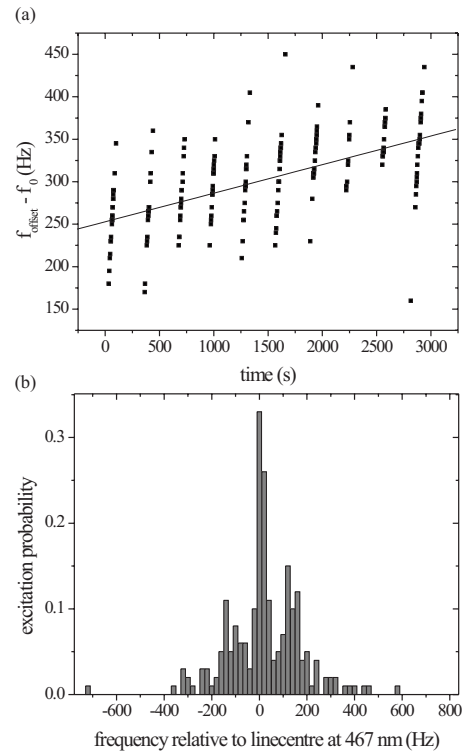 (a)
450
400
350
300
250
200
150
f_offset - f_0 (Hz)
0 500 1000 1500 2000 2500 3000
time (s)
(b)
0.3
0.2
0.1
0.0
excitation probability
-600 -400 -200 0 200 400 600 800
frequency relative to linecentre at 467 nm (Hz)